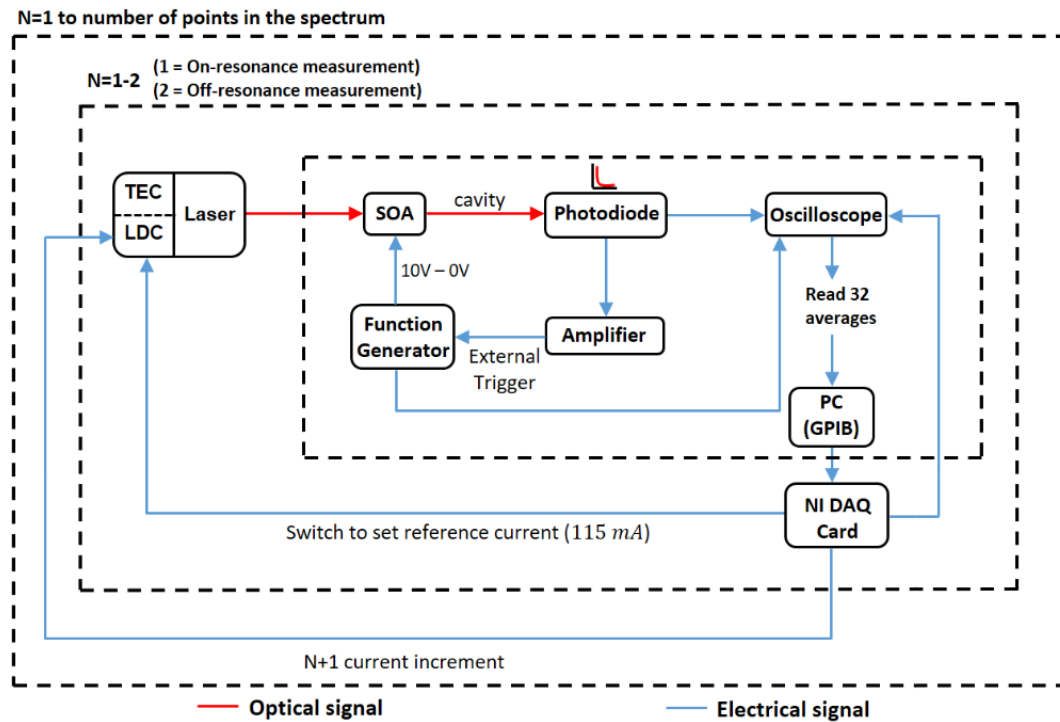 N=1 to number of points in the spectrum
N=1-2
(1 = On-resonance measurement)
(2 = Off-resonance measurement)
TEC
LDC
Laser
SOA
cavity
Photodiode
Oscilloscope
10V – 0V
Read 32
averages
Function
Generator
External
Trigger
Amplifier
PC
(GPIB)
NI DAQ
Card
Switch to set reference current (115 mA)
N+1 current increment
Optical signal
Electrical signal